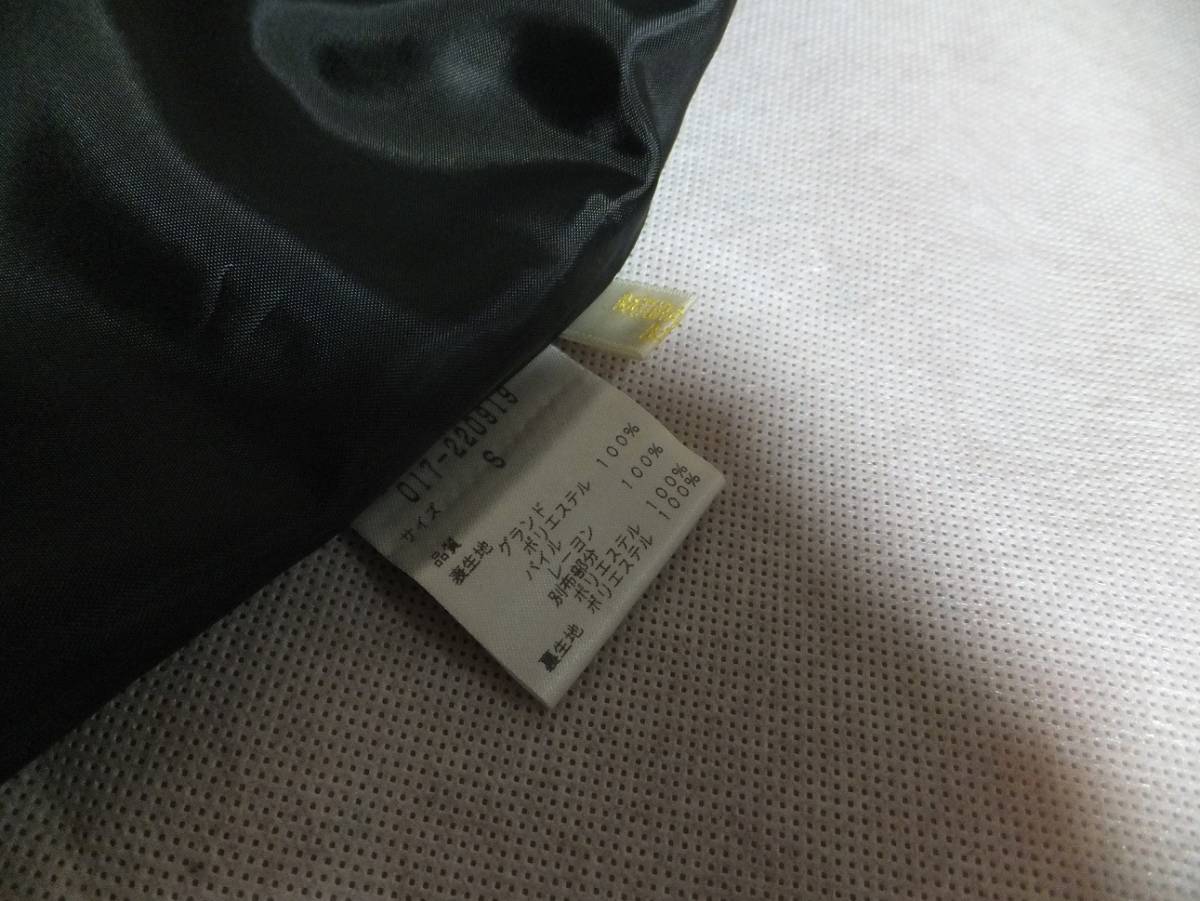 017-220919
サイズ S
品質
表生地 グランド
ポリエステル 100%
パイル
レーヨン 100%
別布部分
ポリエステル 100%
裏生地 ポリエステル 100%